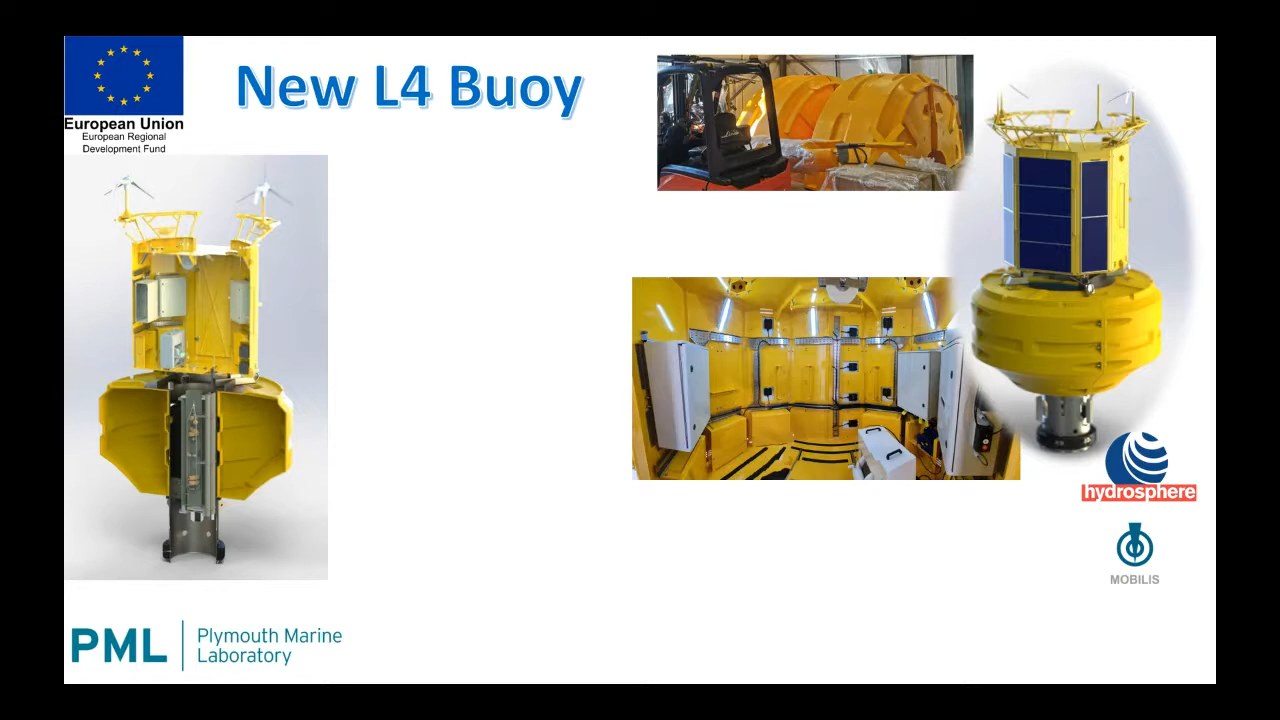 European Union
European Regional
Development Fund
New L4 Buoy
hydrosphere
MOBILIS
PML
Plymouth Marine
Laboratory